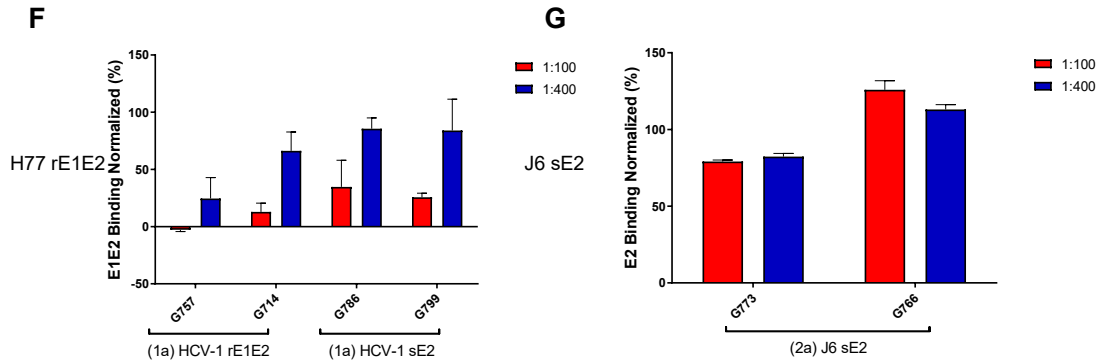 F
H77 rE1E2
E1E2 Binding Normalized (%)
150
100
50
0
-50
1:100
1:400
G757
G714
G786
G799
(1a) HCV-1 rE1E2
(1a) HCV-1 sE2
G
J6 sE2
E2 Binding Normalized (%)
150
100
50
0
1:100
1:400
G773
G766
(2a) J6 sE2